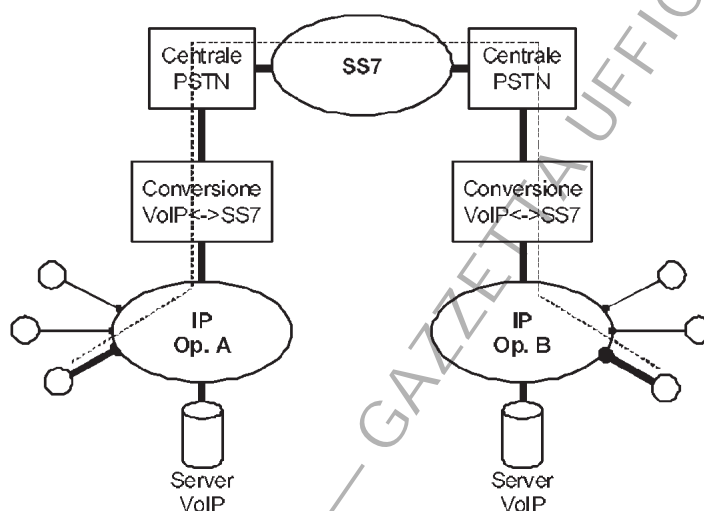 Centrale
PSTN
SS7
Centrale
PSTN
Conversione
VoIP<->SS7
Conversione
VoIP<->SS7
IP
Op. A
IP
Op. B
Server
VoIP
Server
VoIP
— GAZZETTA UFFIC